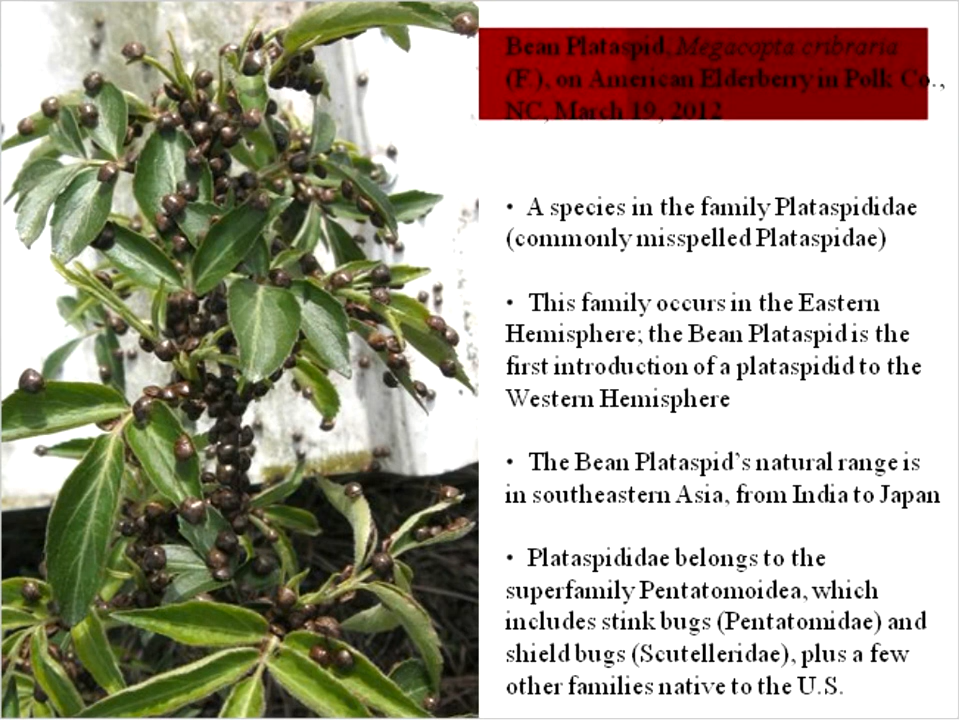 Bean Plataspid, Megacopta cribraria
(F.), on American Elderberry in Polk Co.,
NC, March 19, 2012
• A species in the family Plataspididae
(commonly misspelled Plataspidae)
• This family occurs in the Eastern
Hemisphere; the Bean Plataspid is the
first introduction of a plataspidid to the
Western Hemisphere
• The Bean Plataspid’s natural range is
in southeastern Asia, from India to Japan
• Plataspididae belongs to the
superfamily Pentatomoidea, which
includes stink bugs (Pentatomidae) and
shield bugs (Scutelleridae), plus a few
other families native to the U.S.